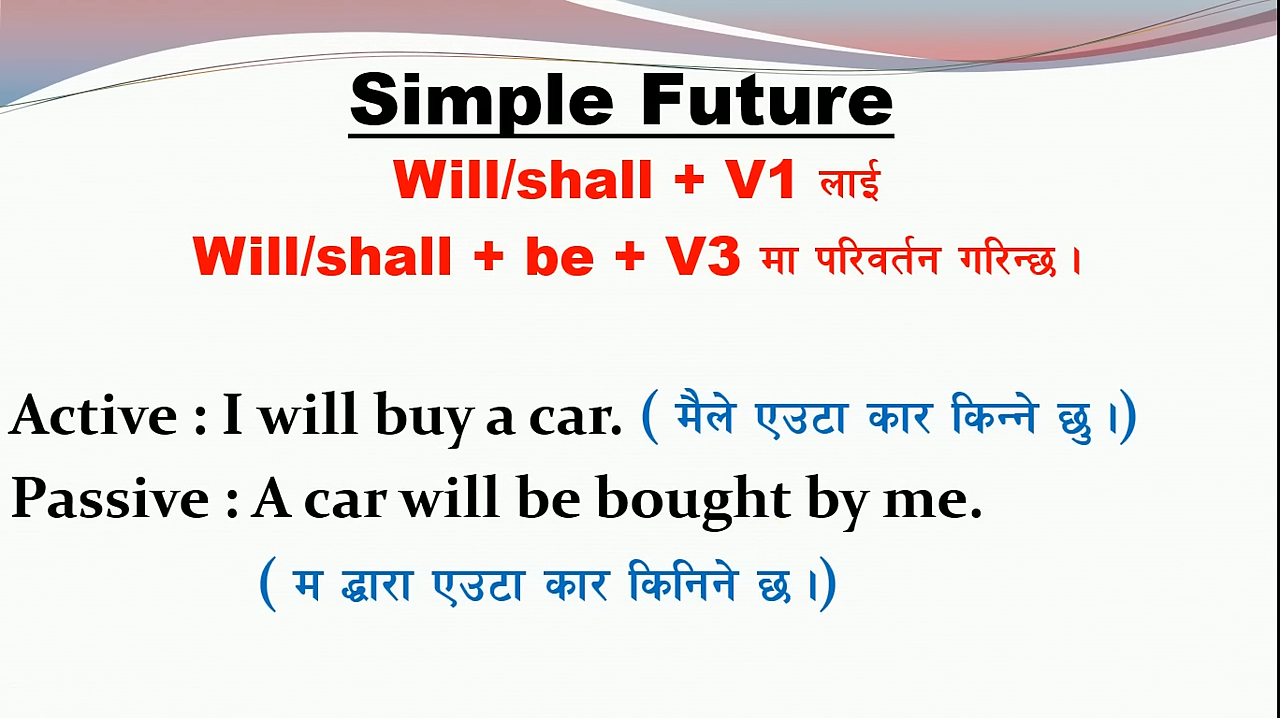 Simple Future
Will/shall + V1 लाई
Will/shall + be + V3 मा परिवर्तन गरिन्छ ।
Active : I will buy a car. ( मैले एउटा कार किन्ने छु ।)
Passive : A car will be bought by me.
( म द्धारा एउटा कार किनिने छ ।)